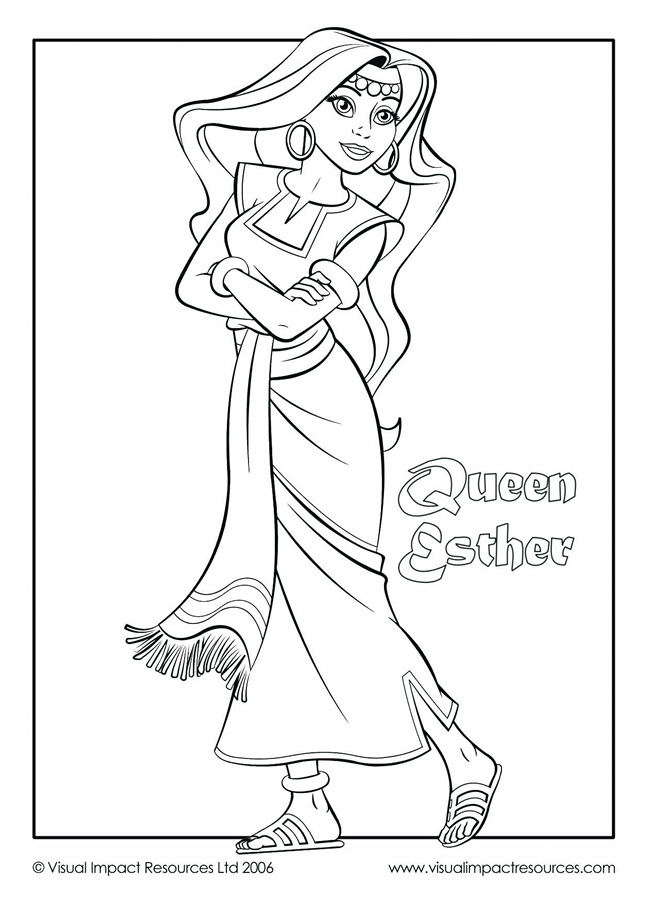 Queen
Esther
© Visual Impact Resources Ltd 2006
www.visualimpactresources.com